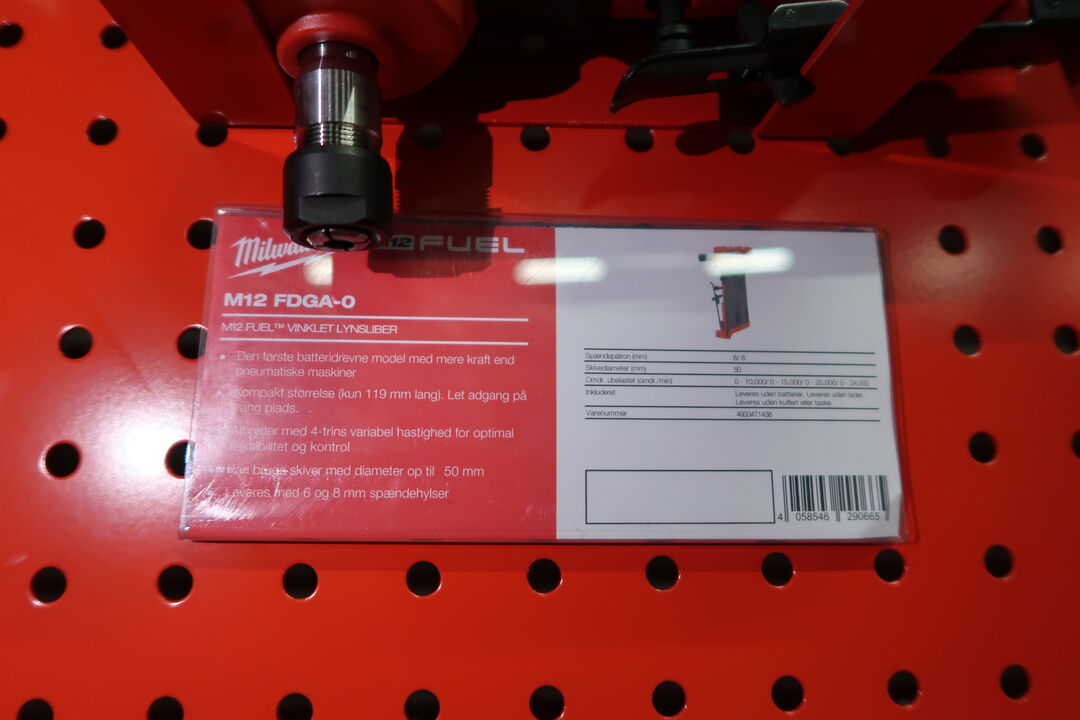 M12 FUEL
M12 FDGA-0
M12 FUEL™ VINKLET LYNSLIBER
• Den første batteridrevne model med mere kraft end
pneumatiske maskiner
• Kompakt størrelse (kun 119 mm lang). Let adgang på
trang plads.
med 4-trins variabel hastighed for optimal
fleksibilitet og kontrol
Kan bruge skiver med diameter op til 50 mm
Leveres med 6 og 8 mm spændehylser
Spændepatron (mm) 6/ 8
Skivediameter (mm) 50
Omdr. ubelastet (omdr./min) 0 - 10,000/ 0 - 15,000/ 0 - 20,000/ 0 - 24,500
Inkluderet Leveres uden batterier. Leveres uden lader.
Leveres uden kuffert eller taske
Varenummer 4933471438
4 058546 290665